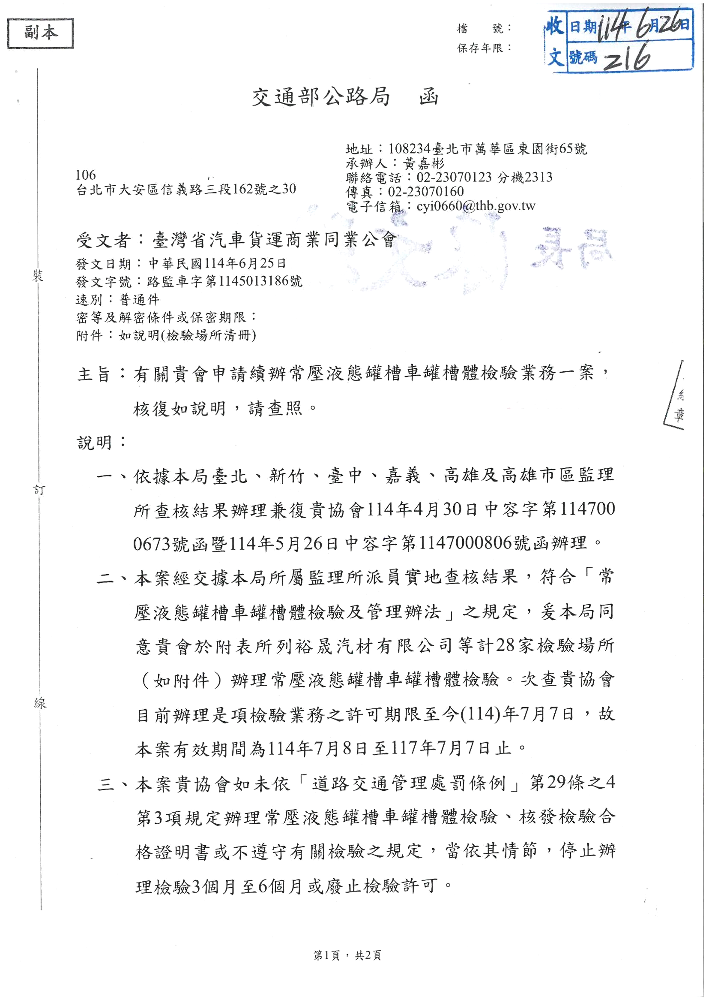 副本
檔　　號：
保存年限：
收文 日期 114年6月26日
號碼 216
交通部公路局　函
地址：108234臺北市萬華區東園街65號
承辦人：黃嘉彬
聯絡電話：02-23070123 分機2313
傳真：02-23070160
電子信箱：cyi0660@thb.gov.tw
106
台北市大安區信義路三段162號之30
受文者：臺灣省汽車貨運商業同業公會
發文日期：中華民國114年6月25日
發文字號：路監車字第1145013186號
速別：普通件
密等及解密條件或保密期限：
附件：如說明(檢驗場所清冊)
主旨：有關貴會申請續辦常壓液態罐槽車罐槽體檢驗業務一案，
核復如說明，請查照。
說明：
一、依據本局臺北、新竹、臺中、嘉義、高雄及高雄市區監理
所查核結果辦理兼復貴協會114年4月30日中容字第114700
0673號函暨114年5月26日中容字第1147000806號函辦理。
二、本案經交據本局所屬監理所派員實地查核結果，符合「常
壓液態罐槽車罐槽體檢驗及管理辦法」之規定，爰本局同
意貴會於附表所列裕晟汽材有限公司等計28家檢驗場所
（如附件）辦理常壓液態罐槽車罐槽體檢驗。次查貴協會
目前辦理是項檢驗業務之許可期限至今(114)年7月7日，故
本案有效期間為114年7月8日至117年7月7日止。
三、本案貴協會如未依「道路交通管理處罰條例」第29條之4
第3項規定辦理常壓液態罐槽車罐槽體檢驗、核發檢驗合
格證明書或不遵守有關檢驗之規定，當依其情節，停止辦
理檢驗3個月至6個月或廢止檢驗許可。
裝
訂
線
章
第1頁，共2頁